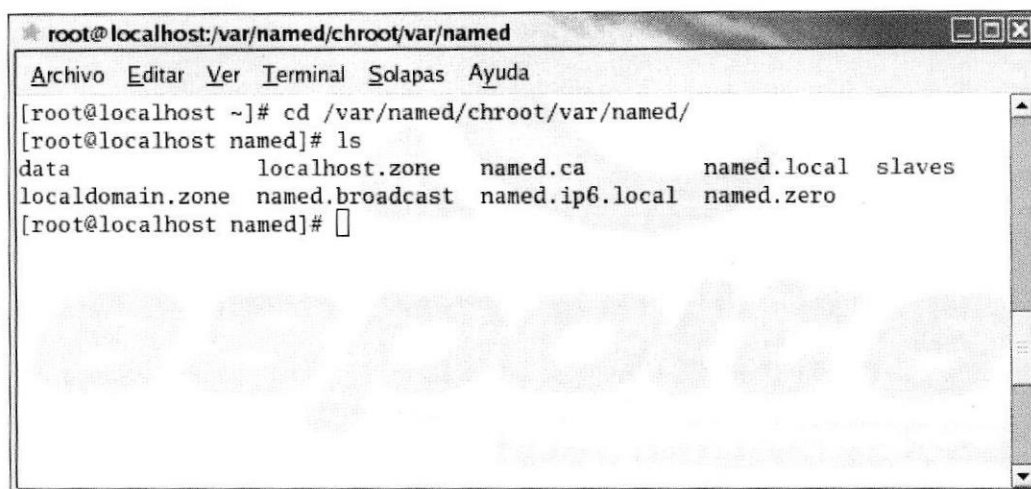 root@localhost:/var/named/chroot/var/named
Archivo Editar Ver Terminal Solapas Ayuda
[root@localhost ~]# cd /var/named/chroot/var/named/
[root@localhost named]# ls
data localhost.zone named.ca named.local slaves
localdomain.zone named.broadcast named.ip6.local named.zero
[root@localhost named]#